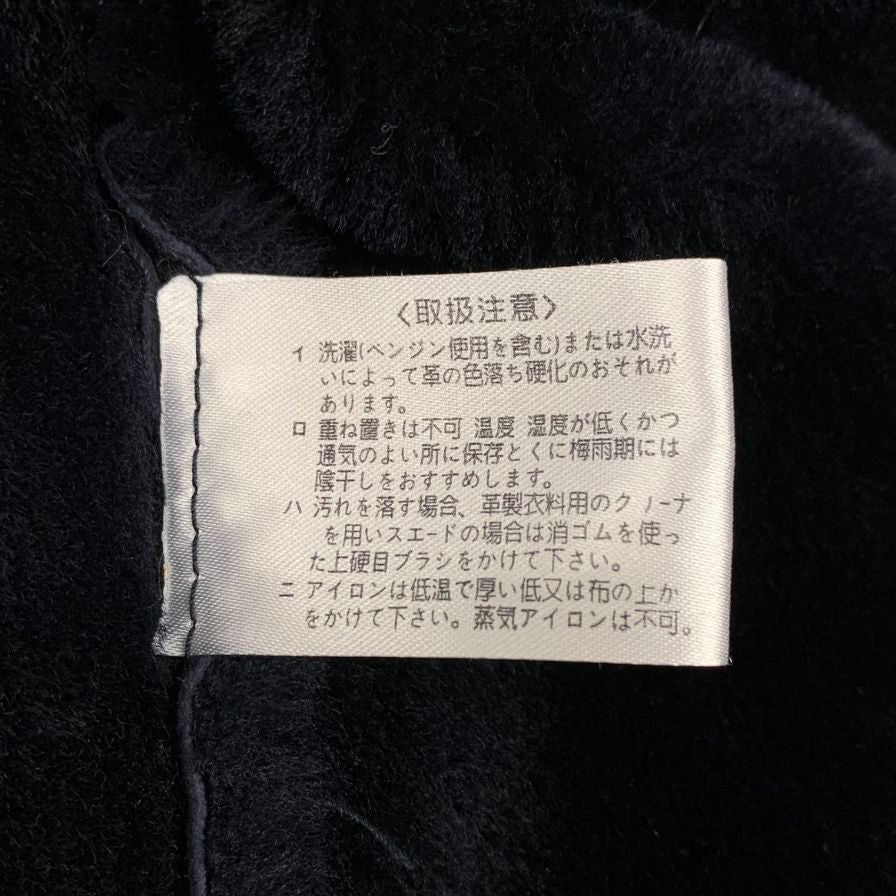 〈取扱注意〉
イ 洗濯(ベンジン使用を含む)または水洗
いによって革の色落ち硬化のおそれが
あります。
ロ 重ね置きは不可 温度 湿度が低くかつ
通気のよい所に保存とくに梅雨期には
陰干しをおすすめします。
ハ 汚れを落す場合、革製衣料用のクリーナ
を用いスエードの場合は消ゴムを使っ
た上硬目ブラシをかけて下さい。
ニ アイロンは低温で厚い低又は布の上か
をかけて下さい。蒸気アイロンは不可。